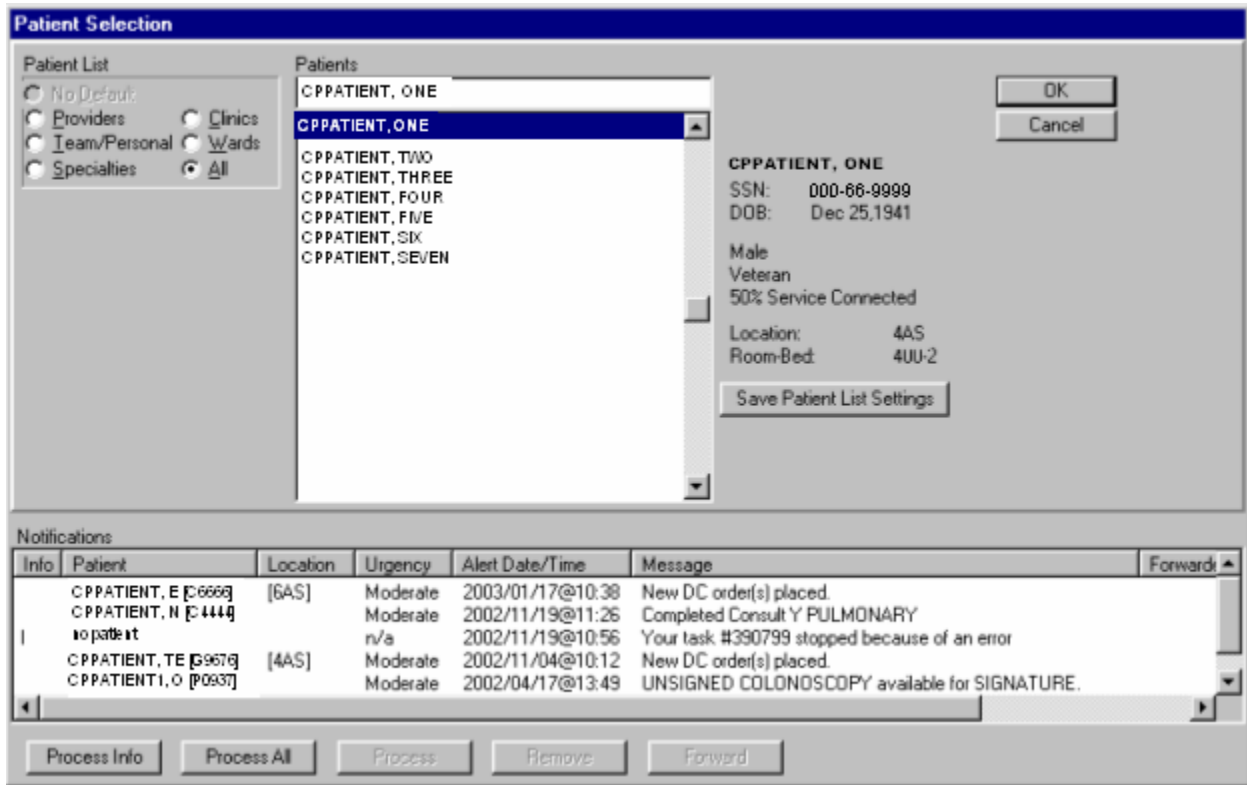 Patient Selection
Patient List
No Default
Providers Clinics
Team/Personal Wards
Specialties All
Patients
CPPATIENT, ONE
CPPATIENT,ONE
CPPATIENT, TWO
CPPATIENT, THREE
CPPATIENT, FOUR
CPPATIENT, FIVE
CPPATIENT, SIX
CPPATIENT, SEVEN
OK
Cancel
CPPATIENT, ONE
SSN: 000-66-9999
DOB: Dec 25,1941
Male
Veteran
50% Service Connected
Location: 4AS
Room-Bed: 400-2
Save Patient List Settings
Notifications
Info Patient Location Urgency Alert Date/Time Message Forwarde
CPPATIENT, E [C6666] [6AS] Moderate 2003/01/17@10:38 New DC order(s) placed.
CPPATIENT, N [C4444] Moderate 2002/11/19@11:26 Completed Consult Y PULMONARY
I no patient n/a 2002/11/19@10:56 Your task #390799 stopped because of an error
CPPATIENT, TE [G9676] [4AS] Moderate 2002/11/04@10:12 New DC order(s) placed.
CPPATIENT1, O [P0937] Moderate 2002/04/17@13:49 UNSIGNED COLONOSCOPY available for SIGNATURE.
Process Info Process All Process Remove Forward